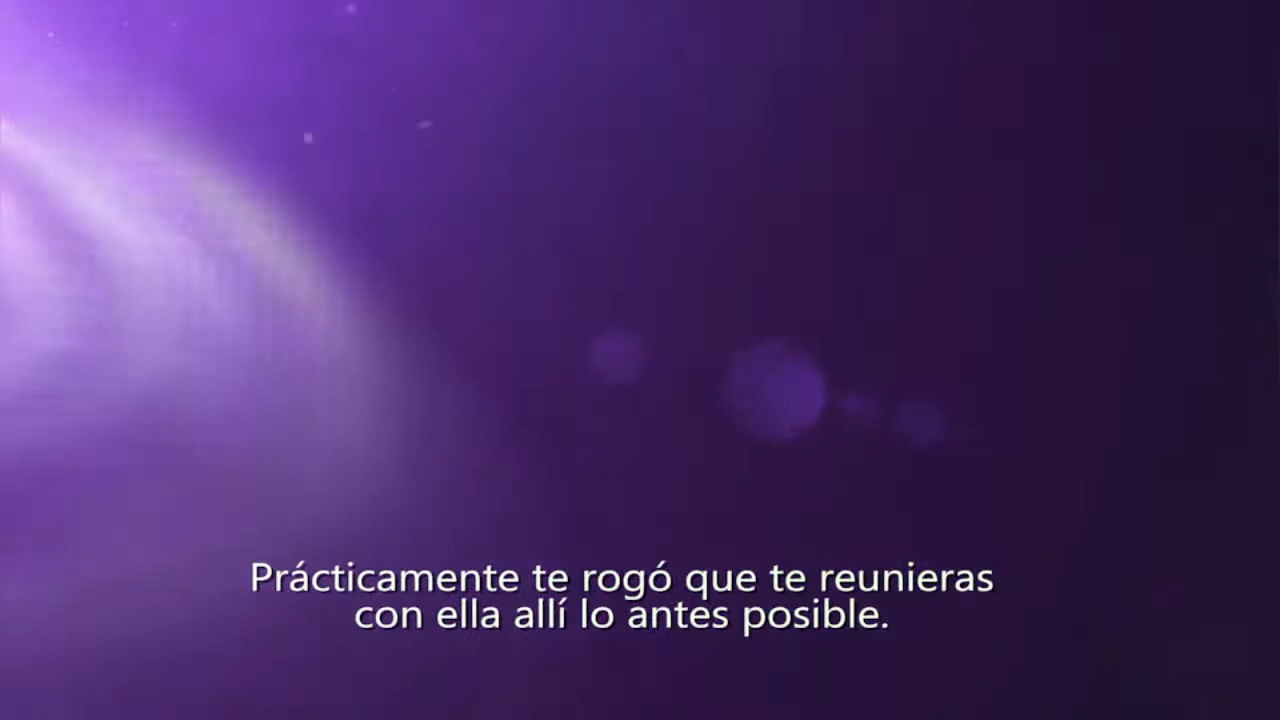 Prácticamente te rogó que te reunieras
con ella allí lo antes posible.